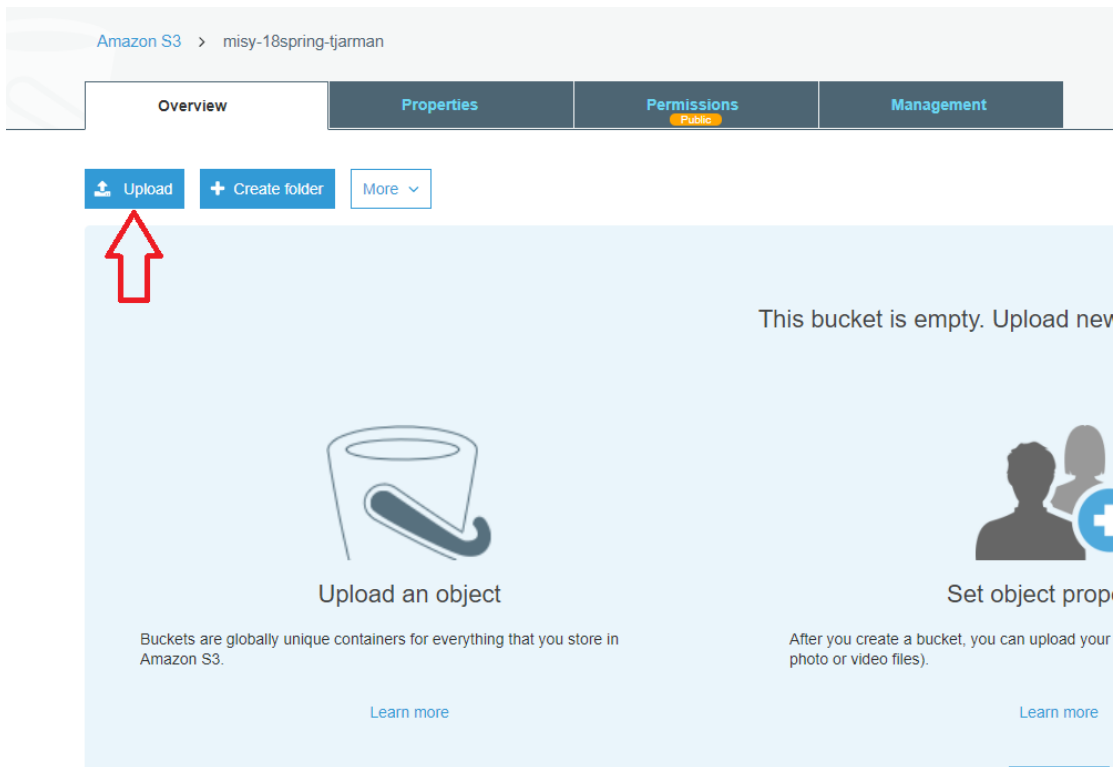 Amazon S3 > misy-18spring-tjarman
Overview Properties Permissions Management
Public
Upload Create folder More
This bucket is empty. Upload new
Upload an object
Buckets are globally unique containers for everything that you store in
Amazon S3.
Learn more
Set object prope
After you create a bucket, you can upload your
photo or video files).
Learn more